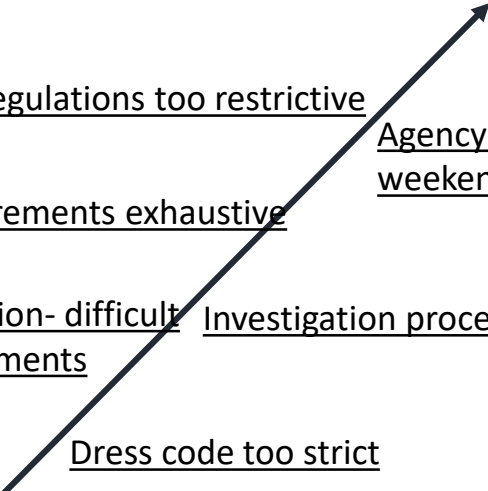 egulations too restrictive
Agency
weeken
rements exhaustive
ion- difficult
ments
Investigation proce
Dress code too strict